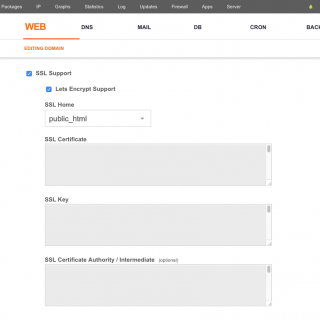 Packages IP Graphs Statistics Log Updates Firewall Apps Server
WEB DNS MAIL DB CRON BACK
EDITING DOMAIN
SSL Support
Lets Encrypt Support
SSL Home
public_html
SSL Certificate
SSL Key
SSL Certificate Authority / Intermediate (optional)